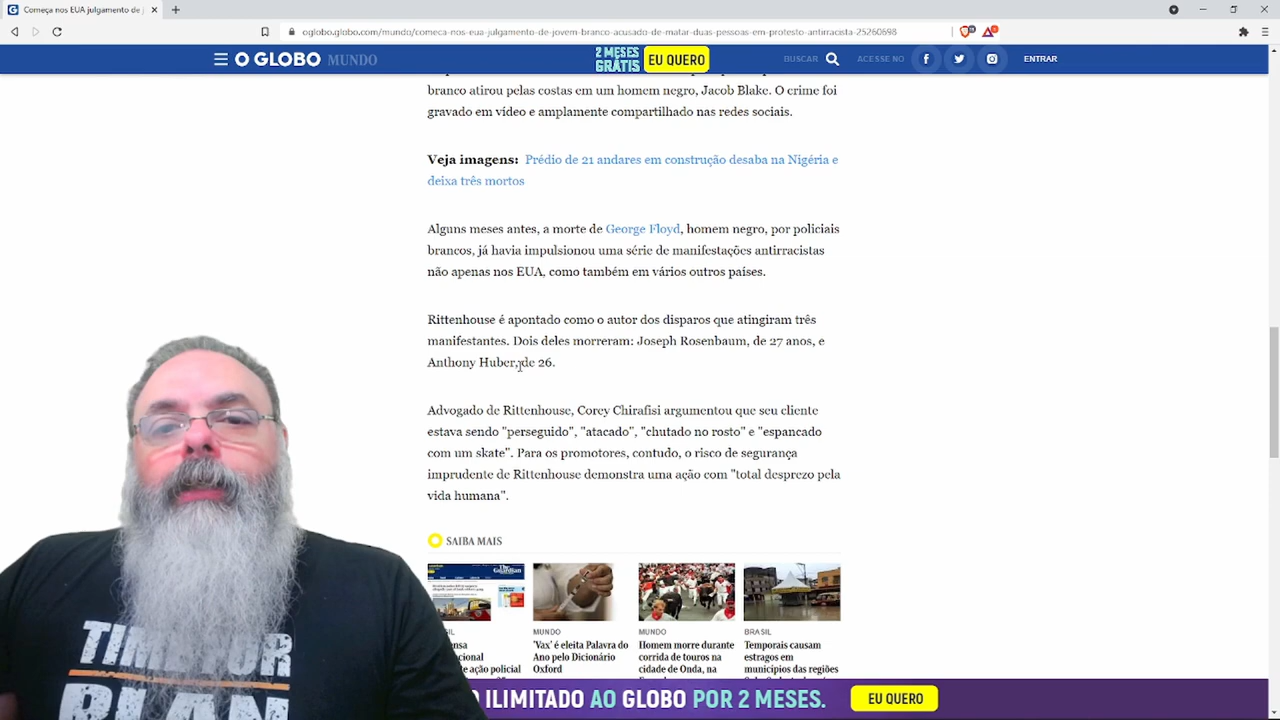 Começa nos EUA julgamento de j
oglobo.globo.com/mundo/comeca-nos-eua-julgamento-de-jovem-branco-acusado-de-matar-duas-pessoas-em-protesto-antirracista-25260698
O GLOBO MUNDO
2 MESES GRÁTIS EU QUERO
BUSCAR
ACESSE NO
ENTRAR
branco atirou pelas costas em um homem negro, Jacob Blake. O crime foi
gravado em vídeo e amplamente compartilhado nas redes sociais.
Veja imagens: Prédio de 21 andares em construção desaba na Nigéria e
deixa três mortos
Alguns meses antes, a morte de George Floyd, homem negro, por policiais
brancos, já havia impulsionou uma série de manifestações antirracistas
não apenas nos EUA, como também em vários outros países.
Rittenhouse é apontado como o autor dos disparos que atingiram três
manifestantes. Dois deles morreram: Joseph Rosenbaum, de 27 anos, e
Anthony Huber, de 26.
Advogado de Rittenhouse, Corey Chirafisi argumentou que seu cliente
estava sendo "perseguido", "atacado", "chutado no rosto" e "espancado
com um skate". Para os promotores, contudo, o risco de segurança
imprudente de Rittenhouse demonstra uma ação com "total desprezo pela
vida humana".
SAIBA MAIS
The Guardian
MUNDO
'Vax' é eleita Palavra do
Ano pelo Dicionário
Oxford
MUNDO
Homem morre durante
corrida de touros na
cidade de Onda, na
BRASIL
Temporais causam
estragos em
municípios das regiões
ação policial
ILIMITADO AO GLOBO POR 2 MESES. EU QUERO